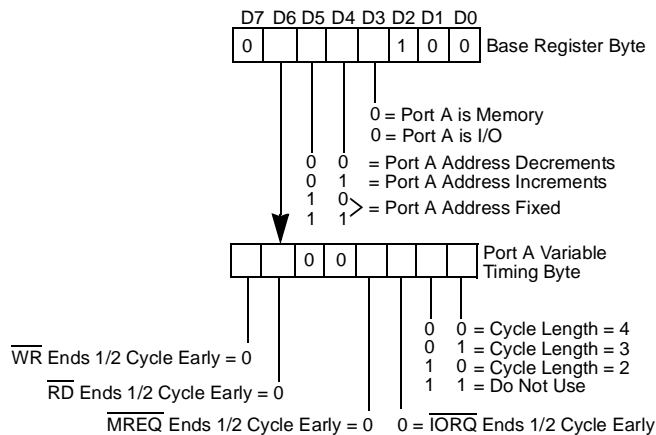 D7 D6 D5 D4 D3 D2 D1 D0
0 1 0 0 Base Register Byte
0 = Port A is Memory
0 = Port A is I/O
0 0 = Port A Address Decrements
0 1 = Port A Address Increments
1 0
1 1 > = Port A Address Fixed
0 0 Port A Variable
Timing Byte
0 0 = Cycle Length = 4
0 1 = Cycle Length = 3
1 0 = Cycle Length = 2
1 1 = Do Not Use
WR Ends 1/2 Cycle Early = 0
RD Ends 1/2 Cycle Early = 0
MREQ Ends 1/2 Cycle Early = 0 0 = IORQ Ends 1/2 Cycle Early